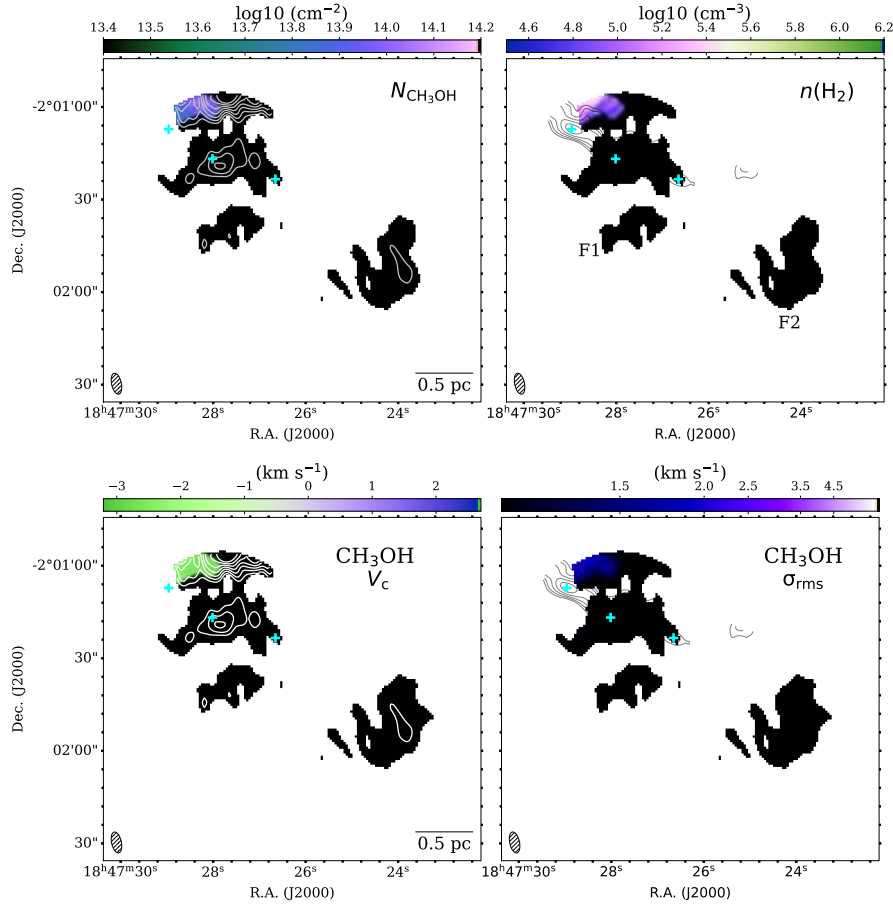 log10 (cm⁻²)
13.4 13.5 13.6 13.7 13.8 13.9 14.0 14.1 14.2
N_CH₃OH
-2°01'00"
30"
02'00"
30"
Dec. (J2000)
0.5 pc
18ʰ47ᵐ30ˢ 28ˢ 26ˢ 24ˢ
R.A. (J2000)
log10 (cm⁻³)
4.6 4.8 5.0 5.2 5.4 5.6 5.8 6.0 6.2
n(H₂)
F1
F2
18ʰ47ᵐ30ˢ 28ˢ 26ˢ 24ˢ
R.A. (J2000)
(km s⁻¹)
−3 −2 −1 0 1 2
CH₃OH
V_c
-2°01'00"
30"
02'00"
30"
Dec. (J2000)
0.5 pc
18ʰ47ᵐ30ˢ 28ˢ 26ˢ 24ˢ
R.A. (J2000)
(km s⁻¹)
1.5 2.0 2.5 3.5 4.5
CH₃OH
σ_rms
18ʰ47ᵐ30ˢ 28ˢ 26ˢ 24ˢ
R.A. (J2000)